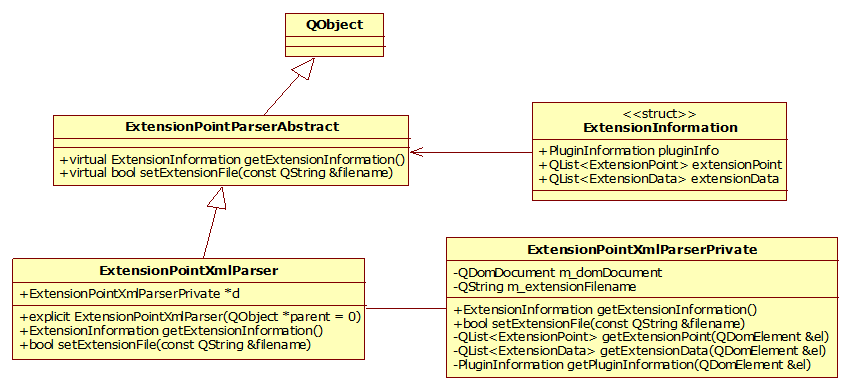 QObject
ExtensionPointParserAbstract
+virtual ExtensionInformation getExtensionInformation()
+virtual bool setExtensionFile(const QString &filename)
<<struct>>
ExtensionInformation
+PluginInformation pluginInfo
+QList<ExtensionPoint> extensionPoint
+QList<ExtensionData> extensionData
ExtensionPointXmlParser
+ExtensionPointXmlParserPrivate *d
+explicit ExtensionPointXmlParser(QObject *parent = 0)
+ExtensionInformation getExtensionInformation()
+bool setExtensionFile(const QString &filename)
ExtensionPointXmlParserPrivate
-QDomDocument m_domDocument
-QString m_extensionFilename
+ExtensionInformation getExtensionInformation()
+bool setExtensionFile(const QString &filename)
-QList<ExtensionPoint> getExtensionPoint(QDomElement &el)
-QList<ExtensionData> getExtensionData(QDomElement &el)
-PluginInformation getPluginInformation(QDomElement &el)